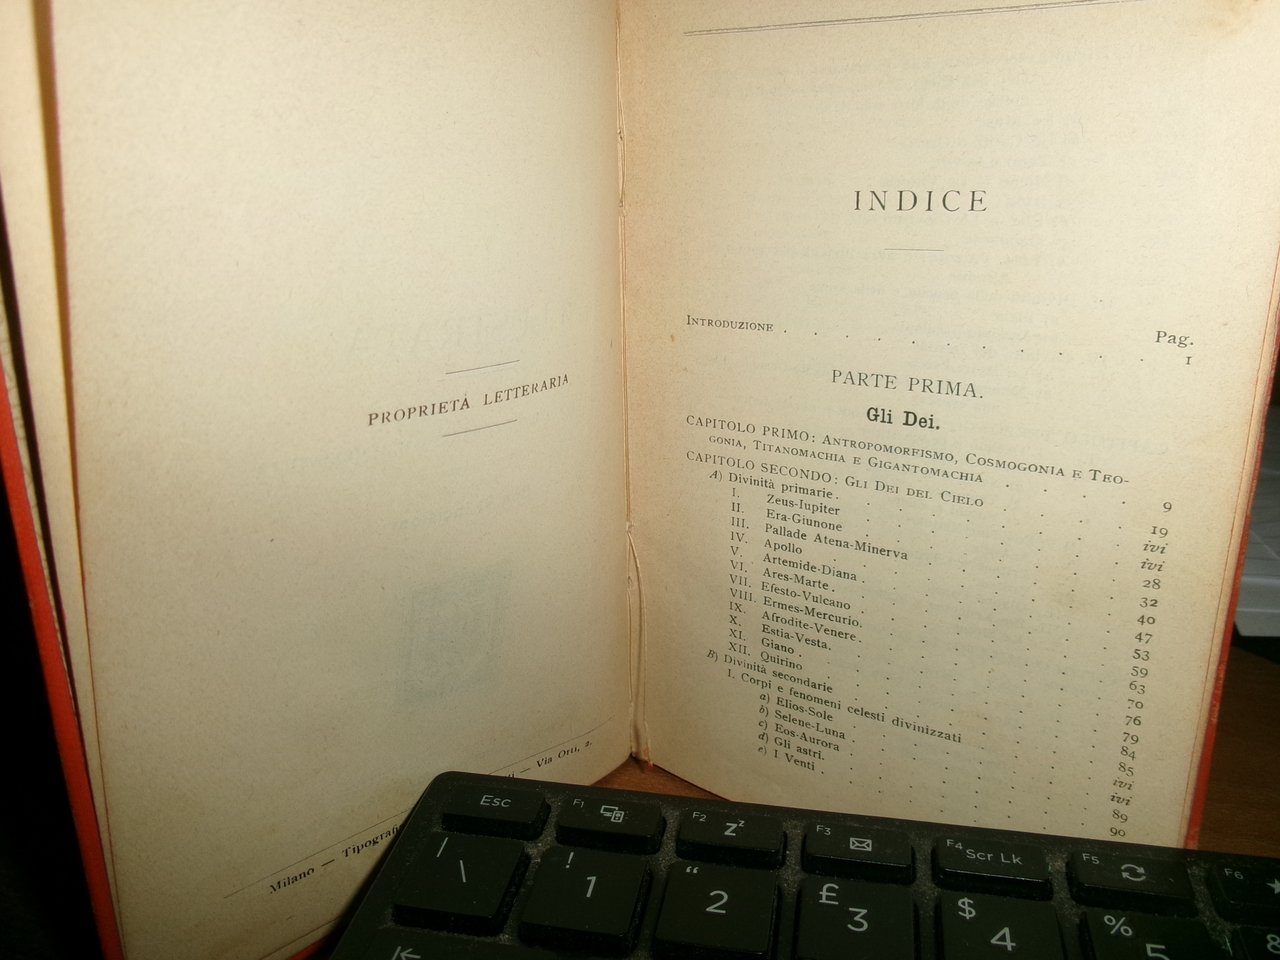 PROPRIETÀ LETTERARIA
Milano — Tipografi
— Via Orti, 2.
INDICE
Pag.
INTRODUZIONE . . . . . . . . . . 1
PARTE PRIMA.
Gli Dei.
CAPITOLO PRIMO: ANTROPOMORFISMO, COSMOGONIA E TEO-
GONIA, TITANOMACHIA E GIGANTOMACHIA . . . . 9
CAPITOLO SECONDO: GLI DEI DEL CIELO . . . . 19
A) Divinità primarie . . . . . . . . ivi
I. Zeus-Iupiter . . . . . . . . ivi
II. Era-Giunone . . . . . . . . 28
III. Pallade Atena-Minerva . . . . . . 32
IV. Apollo . . . . . . . . 40
V. Artemide-Diana . . . . . . . 47
VI. Ares-Marte . . . . . . . . 53
VII. Efesto-Vulcano . . . . . . . 59
VIII. Ermes-Mercurio . . . . . . . 63
IX. Afrodite-Venere . . . . . . . 70
X. Estia-Vesta . . . . . . . . 76
XI. Giano . . . . . . . . 79
XII. Quirino . . . . . . . . 84
B) Divinità secondarie . . . . . . . 85
I. Corpi e fenomeni celesti divinizzati . . . . ivi
a) Elios-Sole . . . . . . . ivi
b) Selene-Luna . . . . . . . 89
c) Eos-Aurora . . . . . . . 90
d) Gli astri.
e) I Venti .
Esc F1 F2 zz F3 F4 Scr Lk F5 F6
| \ ! 1 “ 2 £ 3 $ 4 % 5